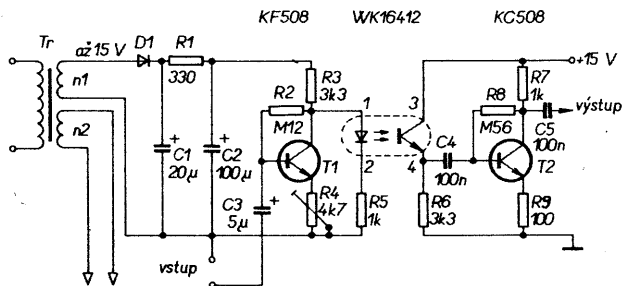 KF508 WK16412 KC508
Tr
až 15 V
D1
R1
330
n1
n2
C1
20µ
C2
100µ
R2
M12
R3
3k3
T1
C3
5µ
R4
4k7
vstup
1
2
3
4
R5
1k
C4
100n
R6
3k3
R7
1k
R8
M56
C5
100n
T2
R9
100
+15 V
výstup